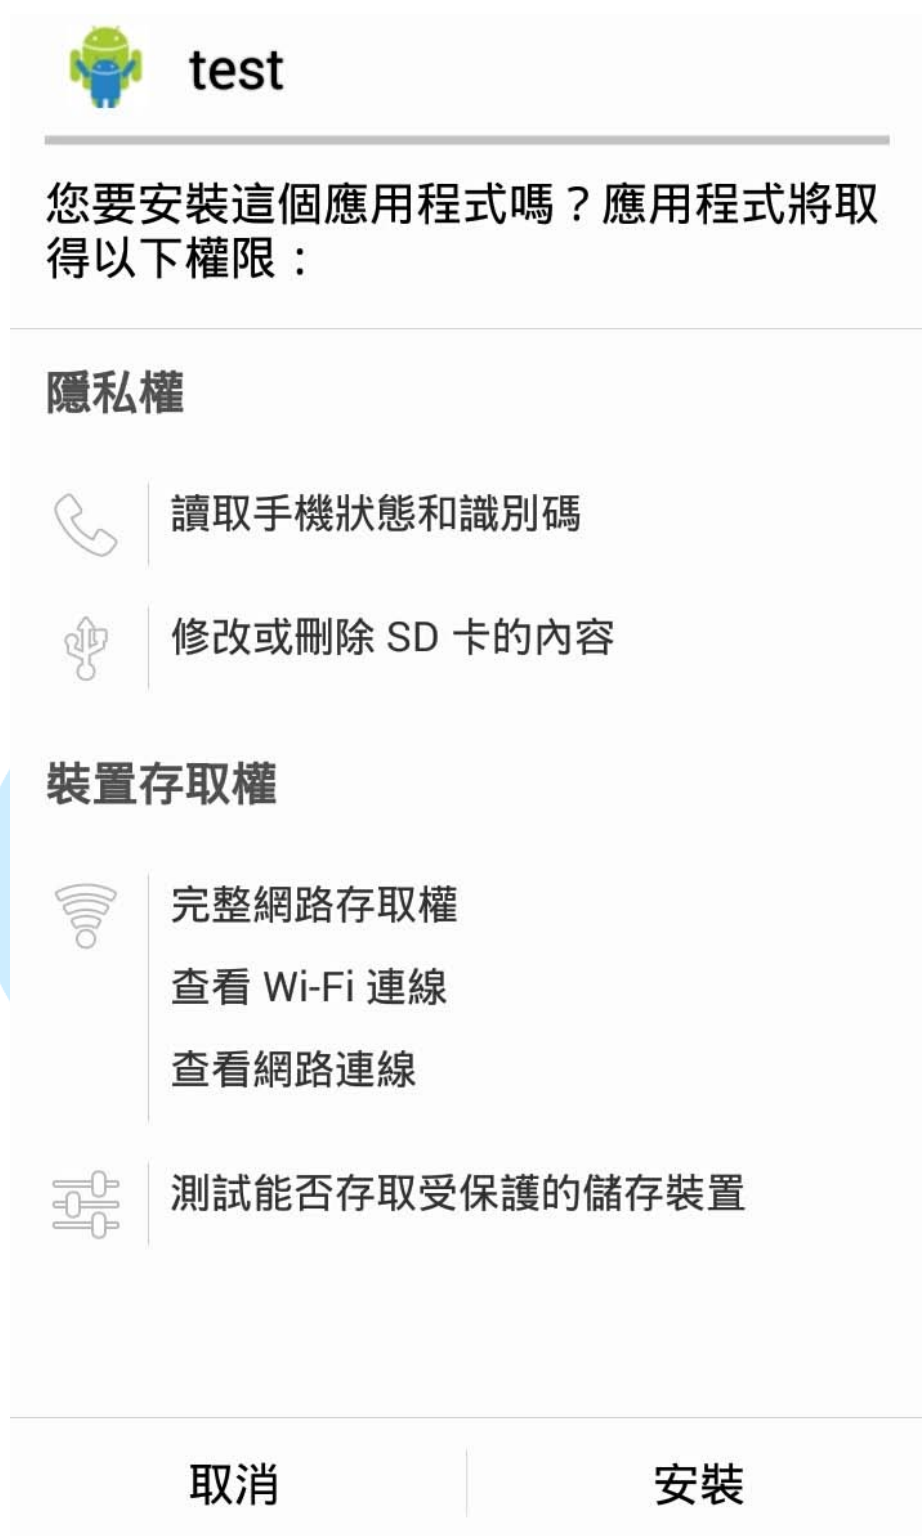 test
您要安裝這個應用程式嗎？應用程式將取
得以下權限：
隱私權
讀取手機狀態和識別碼
修改或刪除 SD 卡的內容
裝置存取權
完整網路存取權
查看 Wi-Fi 連線
查看網路連線
測試能否存取受保護的儲存裝置
取消
安裝